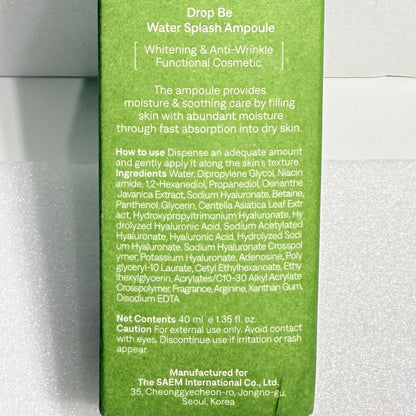 Drop Be
Water Splash Ampoule
[ Whitening & Anti-Wrinkle
Functional Cosmetic ]
The ampoule provides
moisture & soothing care by filling
skin with abundant moisture
through fast absorption into dry skin.
How to use Dispense an adequate amount
and gently apply it along the skin's texture.
Ingredients Water, Dipropylene Glycol, Niacin
amide, 1,2-Hexanediol, Propanediol, Oenanthe
Javanica Extract, Sodium Hyaluronate, Betaine,
Panthenol, Glycerin, Centella Asiatica Leaf Extr
act, Hydroxypropyltrimonium Hyaluronate, Hy
drolyzed Hyaluronic Acid, Sodium Acetylated
Hyaluronate, Hyaluronic Acid, Hydrolyzed Sodi
um Hyaluronate, Sodium Hyaluronate Crosspol
ymer, Potassium Hyaluronate, Adenosine, Poly
glyceryl-10 Laurate, Cetyl Ethylhexanoate, Ethy
lhexylglycerin, Acrylates/C10-30 Alkyl Acrylate
Crosspolymer, Fragrance, Arginine, Xanthan Gum,
Disodium EDTA
Net Contents 40 ml e 1.35 fl. oz.
Caution For external use only. Avoid contact
with eyes. Discontinue use if irritation or rash
appear.
Manufactured for
The SAEM International Co., Ltd.
35, Cheonggyecheon-ro, Jongno-gu,
Seoul, Korea